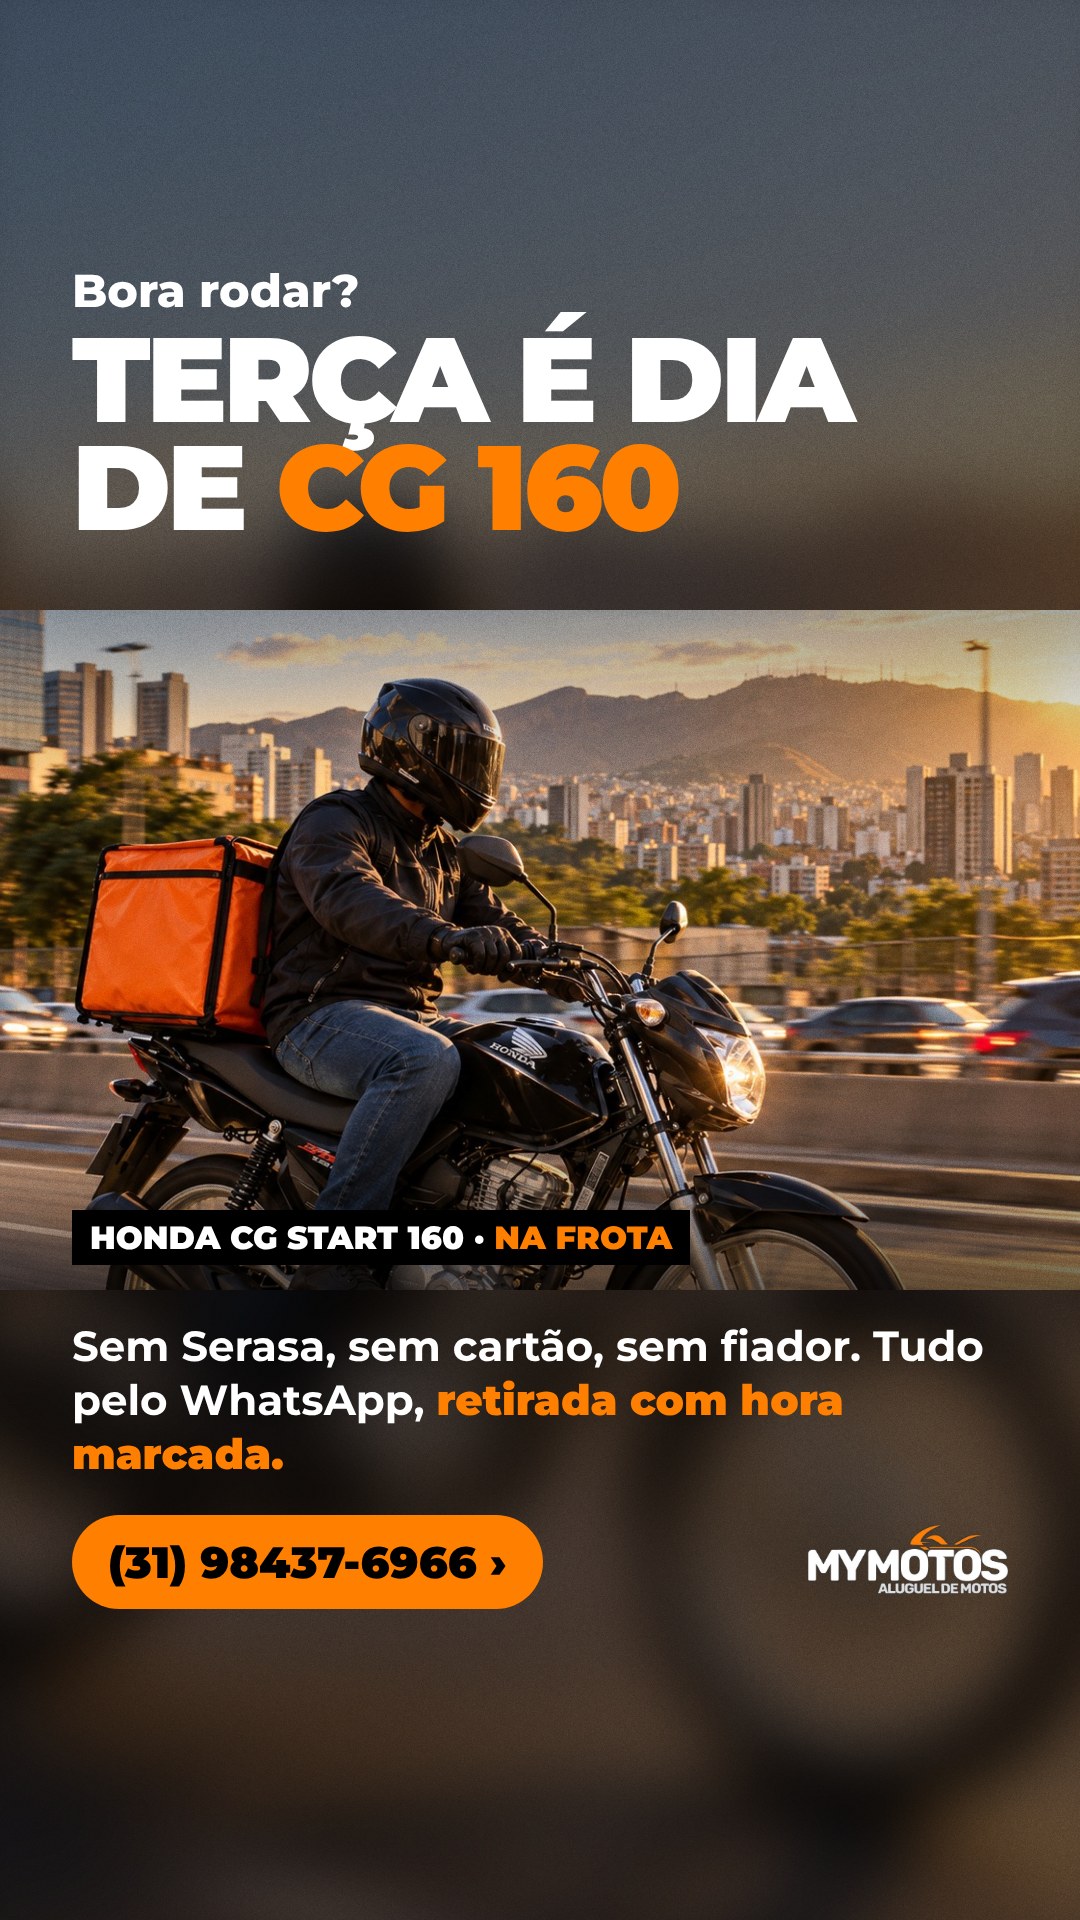 Bora rodar?
TERÇA É DIA
DE CG 160
HONDA
HONDA CG START 160 • NA FROTA
Sem Serasa, sem cartão, sem fiador. Tudo
pelo WhatsApp, retirada com hora
marcada.
(31) 98437-6966 ›
MYMOTOS
ALUGUEL DE MOTOS